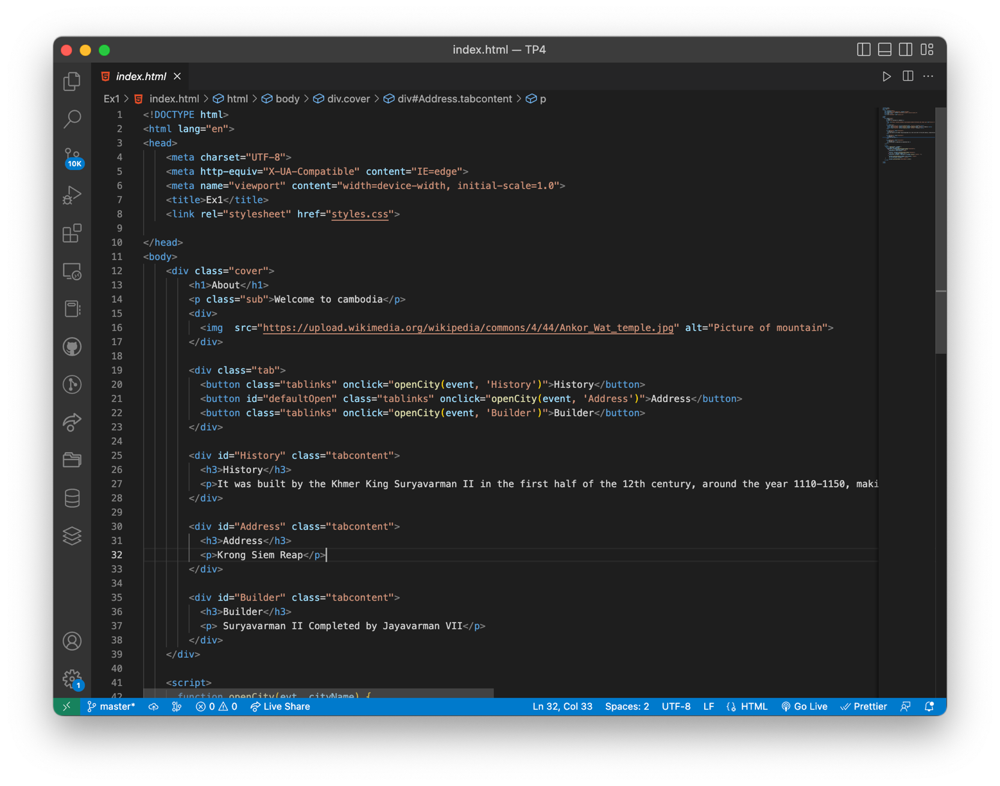 index.html — TP4
index.html
Ex1 > index.html > html > body > div.cover > div#Address.tabcontent > p
10K
1 <!DOCTYPE html>
2 <html lang="en">
3 <head>
4 <meta charset="UTF-8">
5 <meta http-equiv="X-UA-Compatible" content="IE=edge">
6 <meta name="viewport" content="width=device-width, initial-scale=1.0">
7 <title>Ex1</title>
8 <link rel="stylesheet" href="styles.css">
9
10 </head>
11 <body>
12 <div class="cover">
13 <h1>About</h1>
14 <p class="sub">Welcome to cambodia</p>
15 <div>
16 <img  src="https://upload.wikimedia.org/wikipedia/commons/4/44/Ankor_Wat_temple.jpg" alt="Picture of mountain">
17 </div>
18
19 <div class="tab">
20 <button class="tablinks" onclick="openCity(event, 'History')">History</button>
21 <button id="defaultOpen" class="tablinks" onclick="openCity(event, 'Address')">Address</button>
22 <button class="tablinks" onclick="openCity(event, 'Builder')">Builder</button>
23 </div>
24
25 <div id="History" class="tabcontent">
26 <h3>History</h3>
27 <p>It was built by the Khmer King Suryavarman II in the first half of the 12th century, around the year 1110-1150, maki
28 </div>
29
30 <div id="Address" class="tabcontent">
31 <h3>Address</h3>
32 <p>Krong Siem Reap</p>
33 </div>
34
35 <div id="Builder" class="tabcontent">
36 <h3>Builder</h3>
37 <p> Suryavarman II Completed by Jayavarman VII</p>
38 </div>
39 </div>
40
41 <script>
42 function openCity(evt, cityName) {
1
master* 0 0 Live Share Ln 32, Col 33 Spaces: 2 UTF-8 LF HTML Go Live Prettier